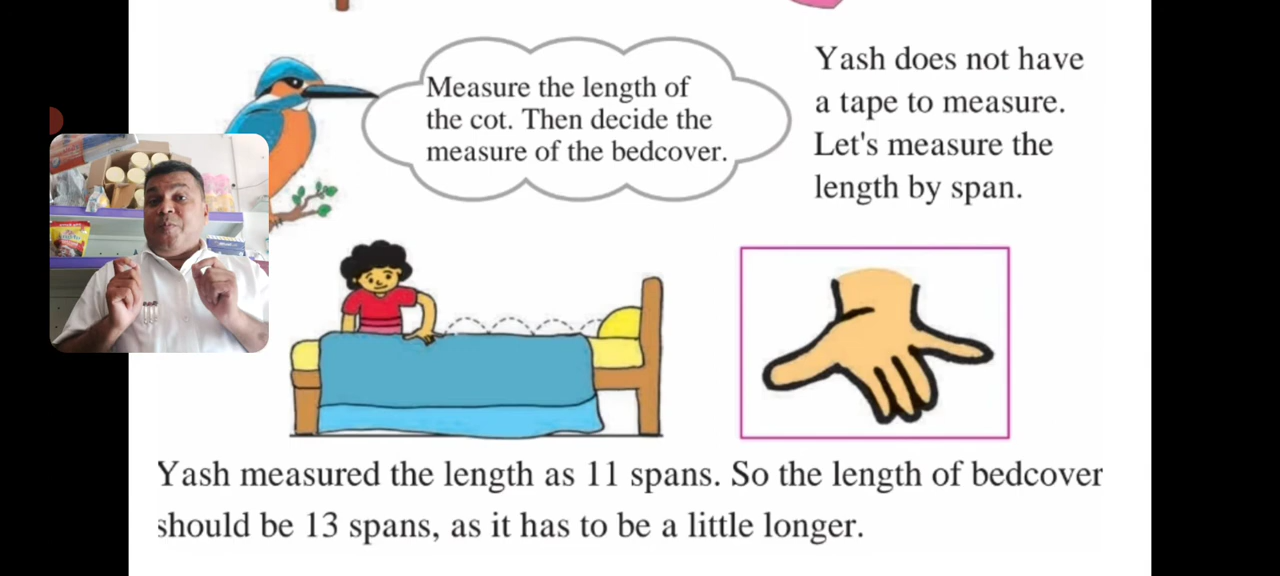 Measure the length of
the cot. Then decide the
measure of the bedcover.
Yash does not have
a tape to measure.
Let's measure the
length by span.
Yash measured the length as 11 spans. So the length of bedcover
should be 13 spans, as it has to be a little longer.